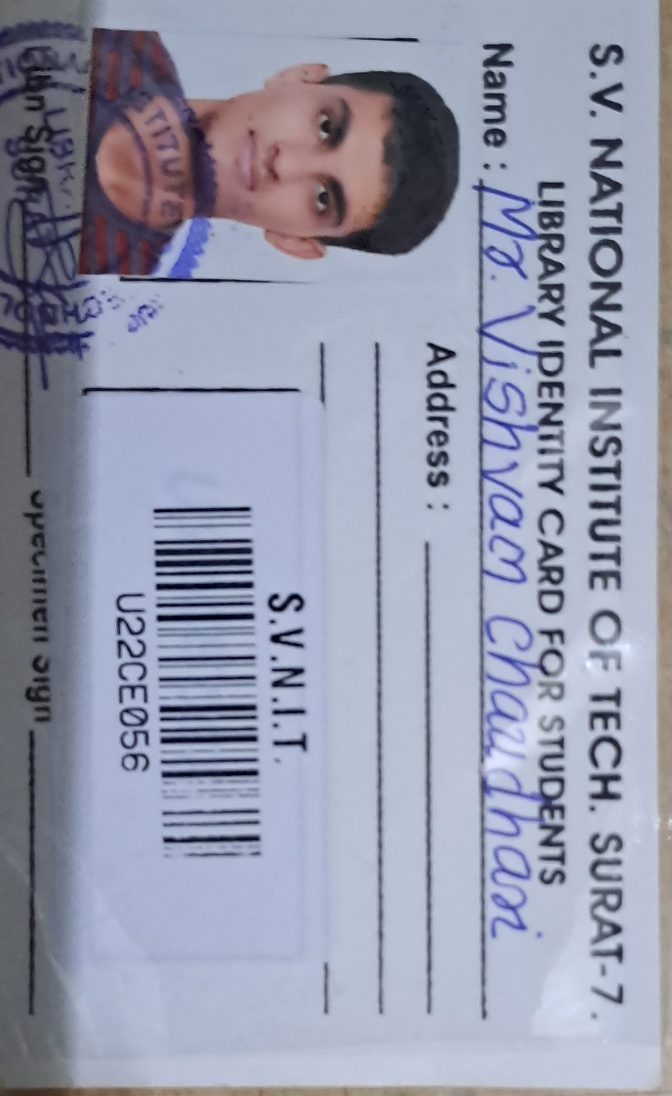 S.V. NATIONAL INSTITUTE OF TECH. SURAT-7.
LIBRARY IDENTITY CARD FOR STUDENTS
Name : Mr. Vishvam Chaudhari
Address :
S.V.N.I.T.
U22CE056
TITUTE
Specimen Sign
Sign